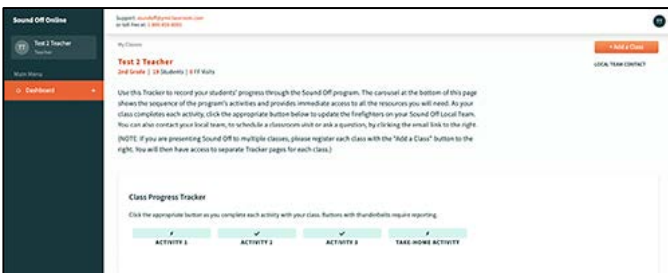 Sound Off Online
Support: soundoff@ymiclassroom.com
or toll-free at: 1-800-859-8005
TT
TT
Test 2 Teacher
Teacher
Main Menu
Dashboard
My Classes
+ Add a Class
Test 2 Teacher
2nd Grade | 18 Students | 0 FF Visits
LOCAL TEAM CONTACT
Use this Tracker to record your students' progress through the Sound Off program. The carousel at the bottom of this page
shows the sequence of the program's activities and provides immediate access to all the resources you will need. As your
class completes each activity, click the appropriate button below to update the firefighters on your Sound Off Local Team.
You can also contact your local team, to schedule a classroom visit or ask a question, by clicking the email link to the right.
(NOTE: If you are presenting Sound Off to multiple classes, please register each class with the "Add a Class" button to the
right. You will then have access to separate Tracker pages for each class.)
Class Progress Tracker
Click the appropriate button as you complete each activity with your class. Buttons with thunderbolts require reporting.
ACTIVITY 1
ACTIVITY 2
ACTIVITY 3
TAKE-HOME ACTIVITY